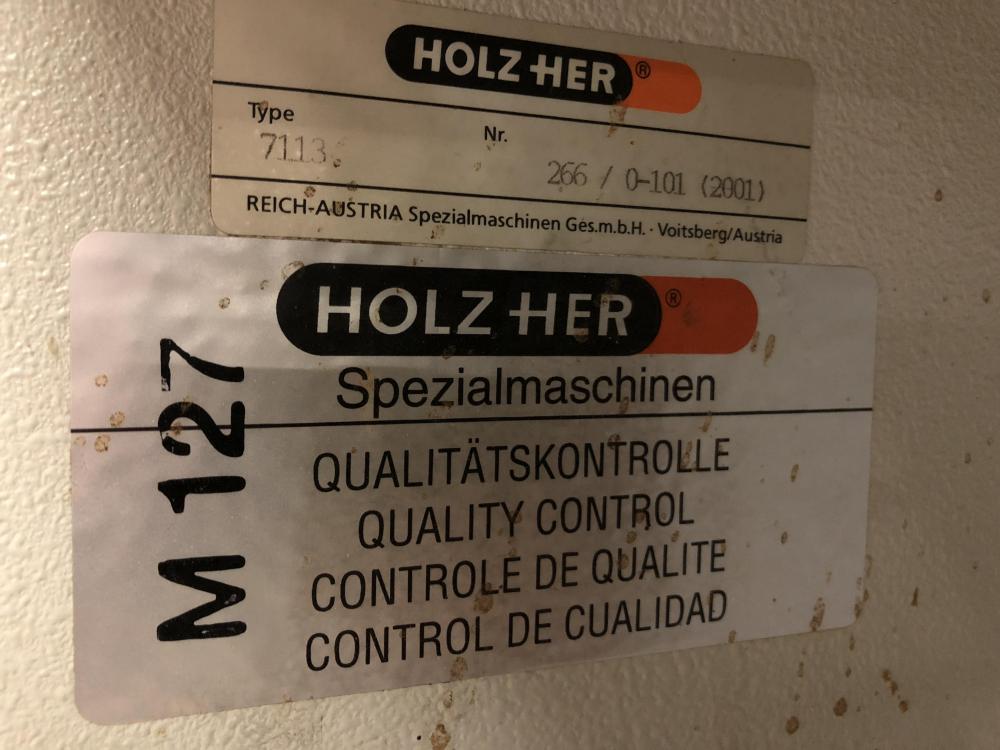 HOLZ-HER®
Type
Nr.
7113
266 / 0-101 (2001)
REICH-AUSTRIA Spezialmaschinen Ges.m.b.H. · Voitsberg/Austria
HOLZ-HER®
Spezialmaschinen
M 127
QUALITÄTSKONTROLLE
QUALITY CONTROL
CONTROLE DE QUALITE
CONTROL DE CUALIDAD